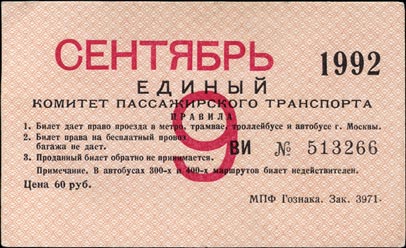 СЕНТЯБРЬ 1992
9
ЕДИНЫЙ
КОМИТЕТ ПАССАЖИРСКОГО ТРАНСПОРТА
ПРАВИЛА
1. Билет дает право проезда в метро, трамвае, троллейбусе и автобусе г. Москвы.
2. Билет права на бесплатный провоз
багажа не дает.
ВИ № 513266
3. Проданный билет обратно не принимается.
Примечание. В автобусах 300-х и 400-х маршрутов билет недействителен.
Цена 60 руб.
МПФ Гознака. Зак. 3971.